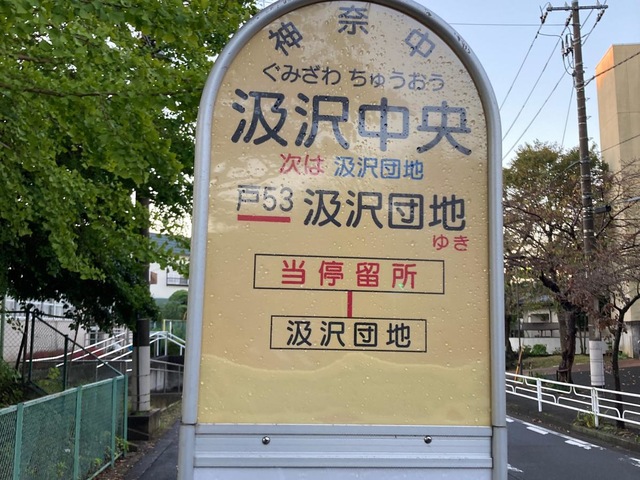 神奈中
ぐみざわ ちゅうおう
汲沢中央
次は 汲沢団地
戸53 汲沢団地
ゆき
当停留所
汲沢団地